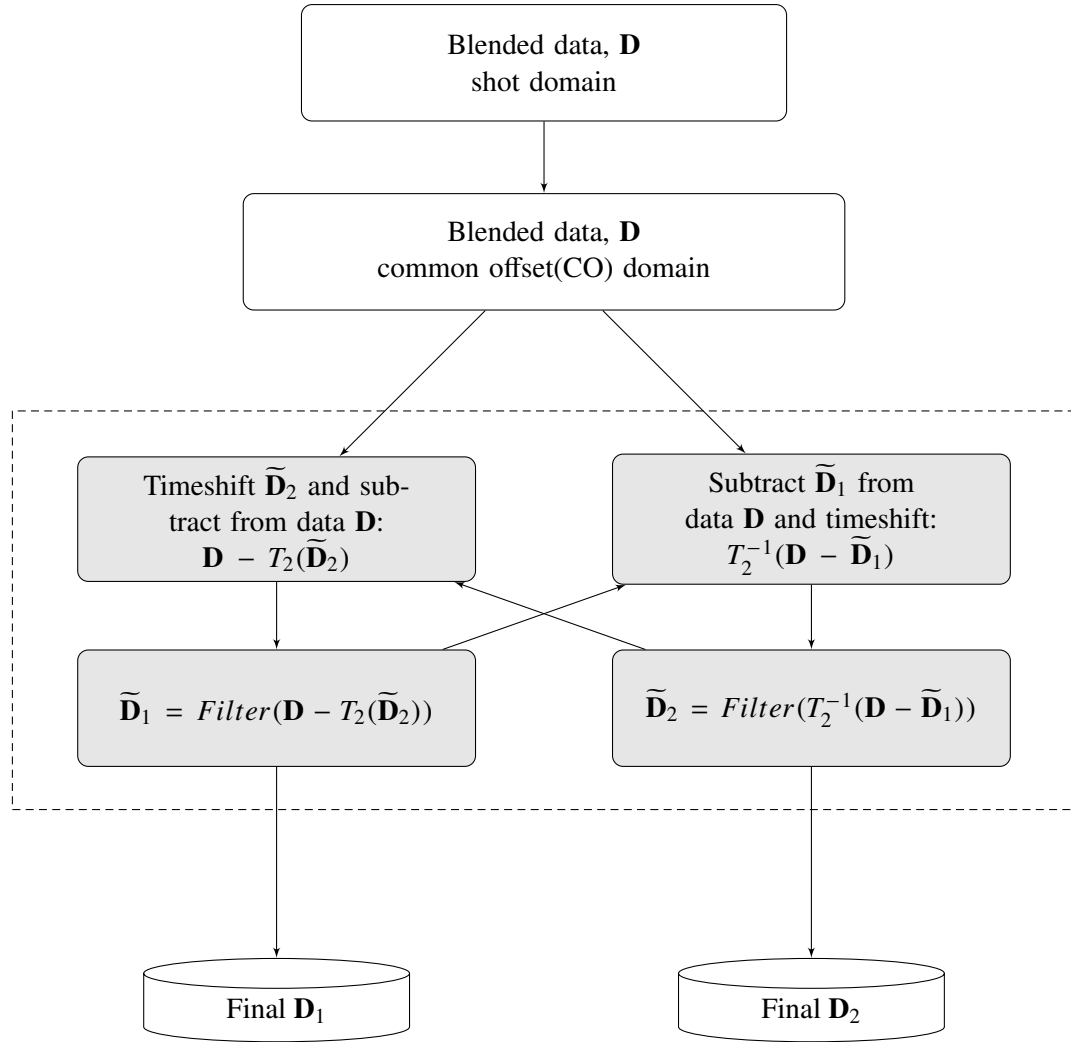 Blended data, D
shot domain
Blended data, D
common offset(CO) domain
Timeshift D̃₂ and sub-
tract from data D:
D − T₂(D̃₂)
Subtract D̃₁ from
data D and timeshift:
T₂⁻¹(D − D̃₁)
D̃₁ = Filter(D − T₂(D̃₂))
D̃₂ = Filter(T₂⁻¹(D − D̃₁))
Final D₁
Final D₂